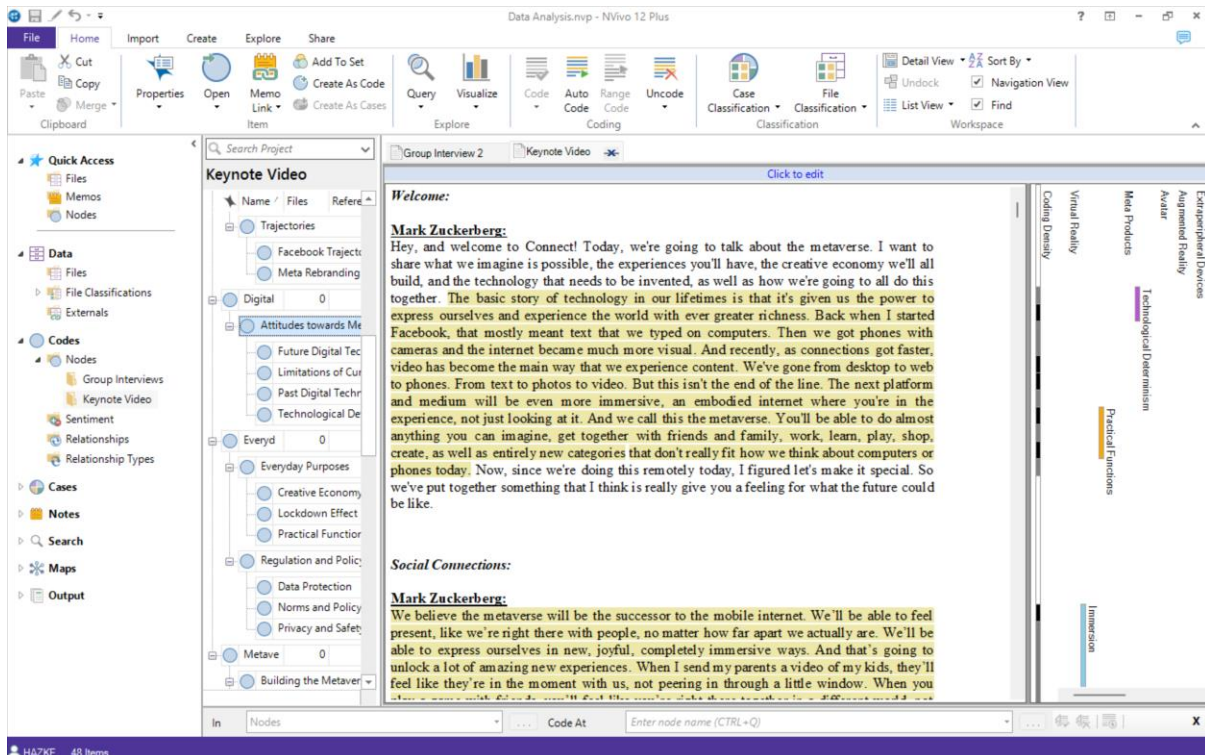 Data Analysis.nvp - NVivo 12 Plus
?
File
Home
Import
Create
Explore
Share
Paste
Cut
Copy
Merge
Clipboard
Properties
Open
Memo
Link
Add To Set
Create As Code
Create As Cases
Item
Query
Visualize
Explore
Code
Auto
Code
Range
Code
Uncode
Coding
Case
Classification
File
Classification
Classification
Detail View
Sort By
Undock
Navigation View
List View
Find
Workspace
Quick Access
Files
Memos
Nodes
Data
Files
File Classifications
Externals
Codes
Nodes
Group Interviews
Keynote Video
Sentiment
Relationships
Relationship Types
Cases
Notes
Search
Maps
Output
Search Project
Keynote Video
Name / Files Refere
Trajectories
Facebook Trajecto
Meta Rebranding
Digital 0
Attitudes towards Me
Future Digital Tec
Limitations of Cur
Past Digital Techn
Technological De
Everyd 0
Everyday Purposes
Creative Economy
Lockdown Effect
Practical Function
Regulation and Policy
Data Protection
Norms and Policy
Privacy and Safety
Metave 0
Building the Metaver
Group Interview 2
Keynote Video
Click to edit
Welcome:
Mark Zuckerberg:
Hey, and welcome to Connect! Today, we're going to talk about the metaverse. I want to
share what we imagine is possible, the experiences you'll have, the creative economy we'll all
build, and the technology that needs to be invented, as well as how we're going to all do this
together. The basic story of technology in our lifetimes is that it's given us the power to
express ourselves and experience the world with ever greater richness. Back when I started
Facebook, that mostly meant text that we typed on computers. Then we got phones with
cameras and the internet became much more visual. And recently, as connections got faster,
video has become the main way that we experience content. We've gone from desktop to web
to phones. From text to photos to video. But this isn't the end of the line. The next platform
and medium will be even more immersive, an embodied internet where you're in the
experience, not just looking at it. And we call this the metaverse. You'll be able to do almost
anything you can imagine, get together with friends and family, work, learn, play, shop,
create, as well as entirely new categories that don't really fit how we think about computers or
phones today. Now, since we're doing this remotely today, I figured let's make it special. So
we've put together something that I think is really give you a feeling for what the future could
be like.
Social Connections:
Mark Zuckerberg:
We believe the metaverse will be the successor to the mobile internet. We'll be able to feel
present, like we're right there with people, no matter how far apart we actually are. We'll be
able to express ourselves in new, joyful, completely immersive ways. And that's going to
unlock a lot of amazing new experiences. When I send my parents a video of my kids, they'll
feel like they're in the moment with us, not peering in through a little window. When you
Coding Density
Virtual Reality
Immersion
Practical Functions
Meta Products
Technological Determinism
Avatar
Augmented Reality
Extraperipheral Devices
In
Nodes
...
Code At
Enter node name (CTRL+Q)
...
X
HAZKE 48 Items